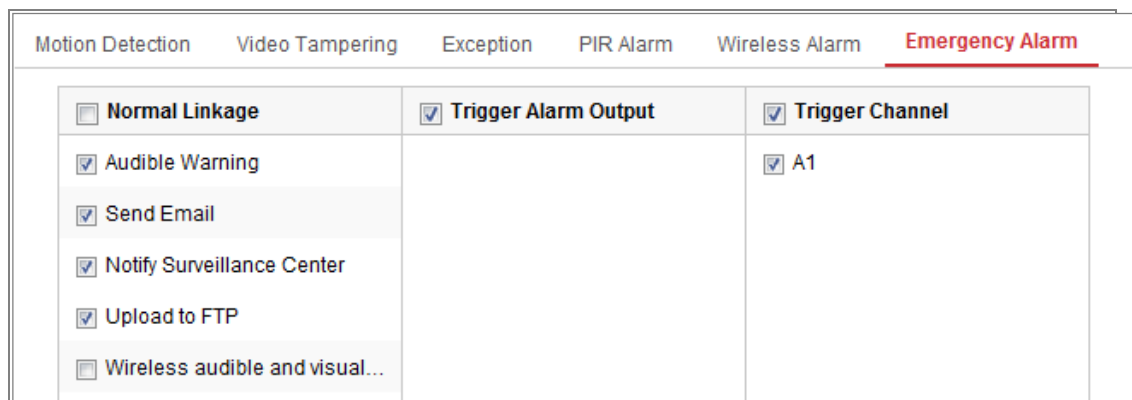 Motion Detection Video Tampering Exception PIR Alarm Wireless Alarm Emergency Alarm
Normal Linkage Trigger Alarm Output Trigger Channel
Audible Warning A1
Send Email
Notify Surveillance Center
Upload to FTP
Wireless audible and visual...